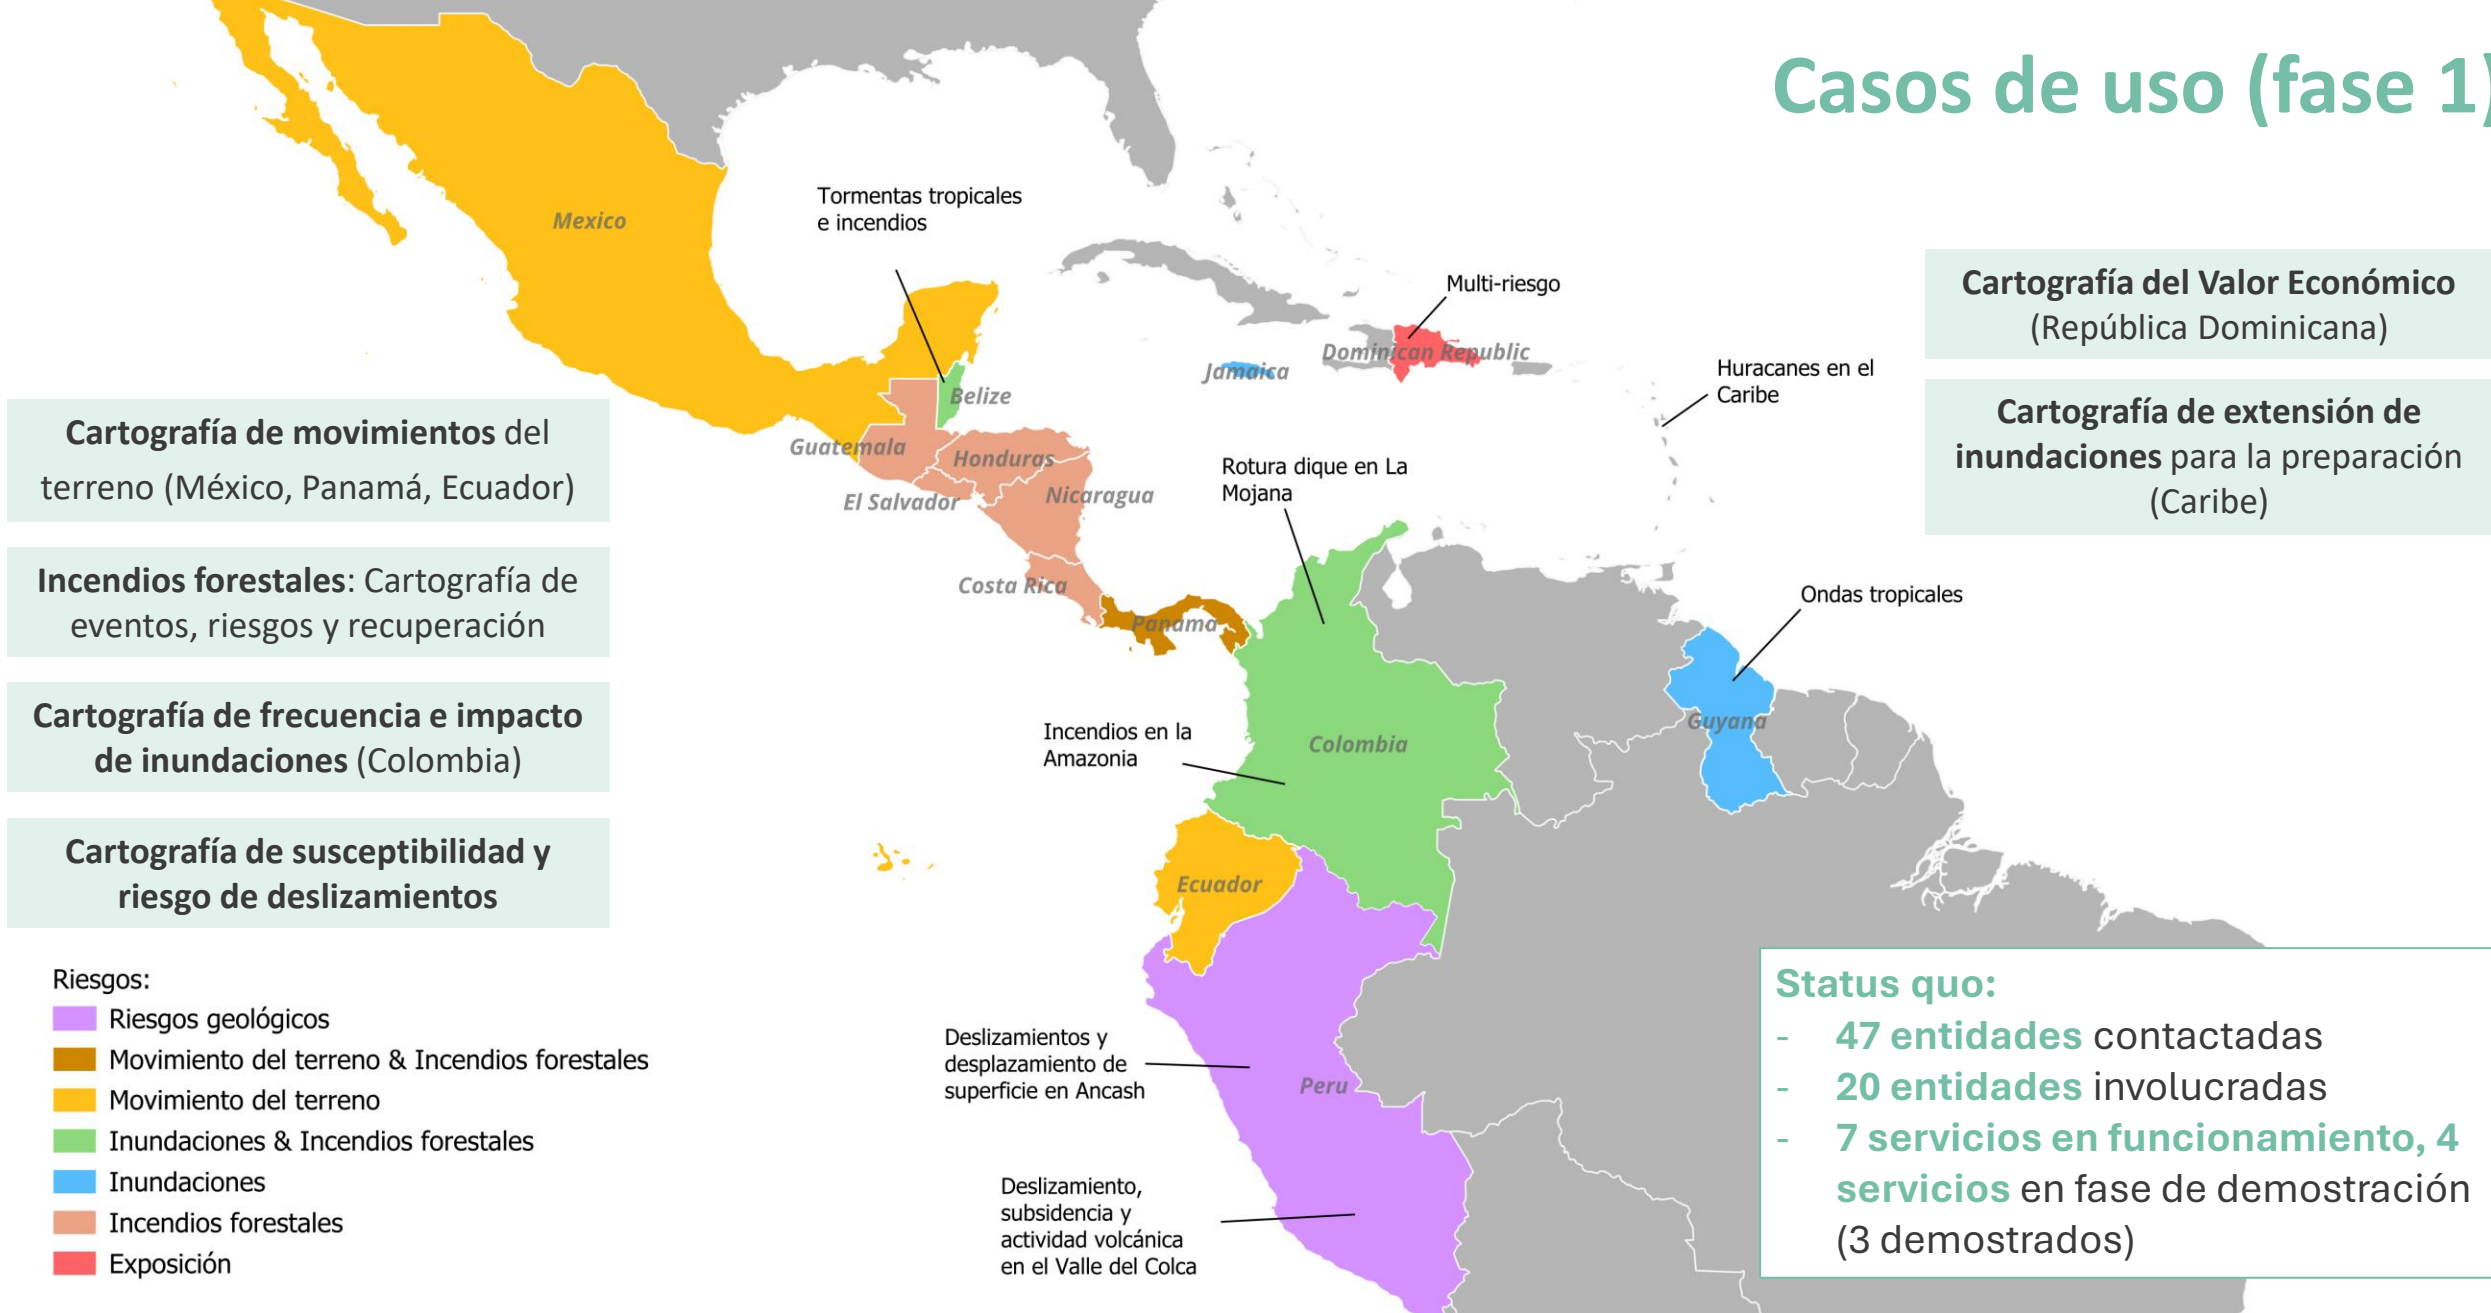 Casos de uso (fase 1)
Tormentas tropicales
e incendios
Mexico
Multi-riesgo
Cartografía del Valor Económico
(República Dominicana)
Dominican Republic
Jamaica
Huracanes en el
Caribe
Belize
Cartografía de extensión de
inundaciones para la preparación
(Caribe)
Cartografía de movimientos del
terreno (México, Panamá, Ecuador)
Guatemala
Honduras
El Salvador
Nicaragua
Rotura dique en La
Mojana
Incendios forestales: Cartografía de
eventos, riesgos y recuperación
Costa Rica
Panama
Ondas tropicales
Cartografía de frecuencia e impacto
de inundaciones (Colombia)
Incendios en la
Amazonia
Colombia
Guyana
Cartografía de susceptibilidad y
riesgo de deslizamientos
Ecuador
Riesgos:
Riesgos geológicos
Movimiento del terreno & Incendios forestales
Movimiento del terreno
Inundaciones & Incendios forestales
Inundaciones
Incendios forestales
Exposición
Deslizamientos y
desplazamiento de
superficie en Ancash
Peru
Deslizamiento,
subsidencia y
actividad volcánica
en el Valle del Colca
Status quo:
- 47 entidades contactadas
- 20 entidades involucradas
- 7 servicios en funcionamiento, 4
servicios en fase de demostración
(3 demostrados)